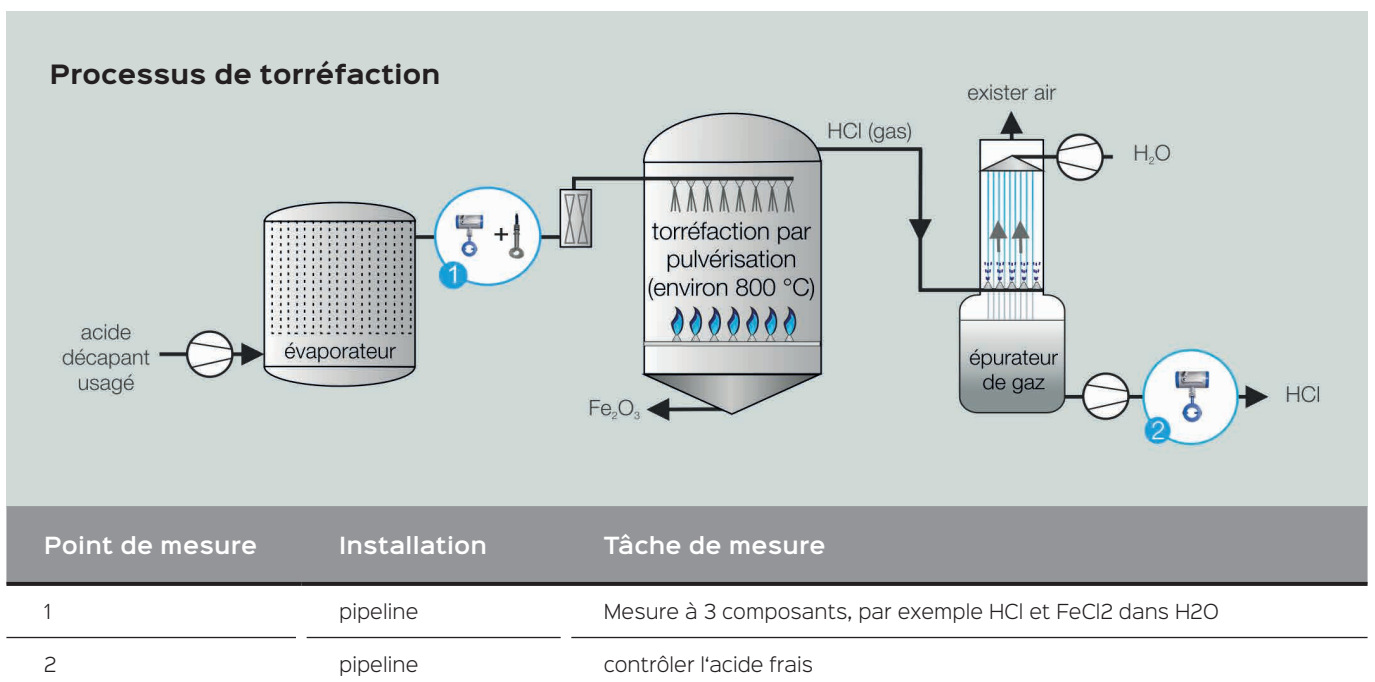 Processus de torréfaction
exister air
HCl (gas)
H₂O
+
1
torréfaction par
pulvérisation
(environ 800 °C)
acide
décapant
usagé
évaporateur
épurateur
de gaz
Fe₂O₃
HCl
2
Point de mesure Installation Tâche de mesure
1 pipeline Mesure à 3 composants, par exemple HCl et FeCl2 dans H2O
2 pipeline contrôler l‘acide frais